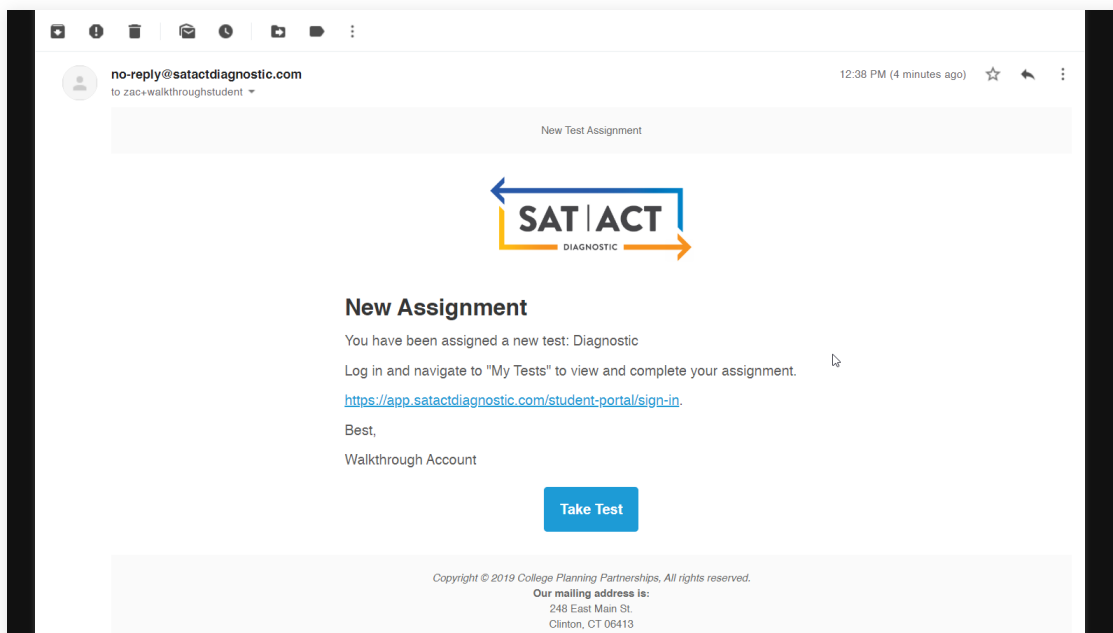 no-reply@satactdiagnostic.com
12:38 PM (4 minutes ago)
to zac+walkthroughstudent
New Test Assignment
SAT|ACT
DIAGNOSTIC
New Assignment
You have been assigned a new test: Diagnostic
Log in and navigate to "My Tests" to view and complete your assignment.
https://app.satactdiagnostic.com/student-portal/sign-in.
Best,
Walkthrough Account
Take Test
Copyright © 2019 College Planning Partnerships, All rights reserved.
Our mailing address is:
248 East Main St.
Clinton, CT 06413